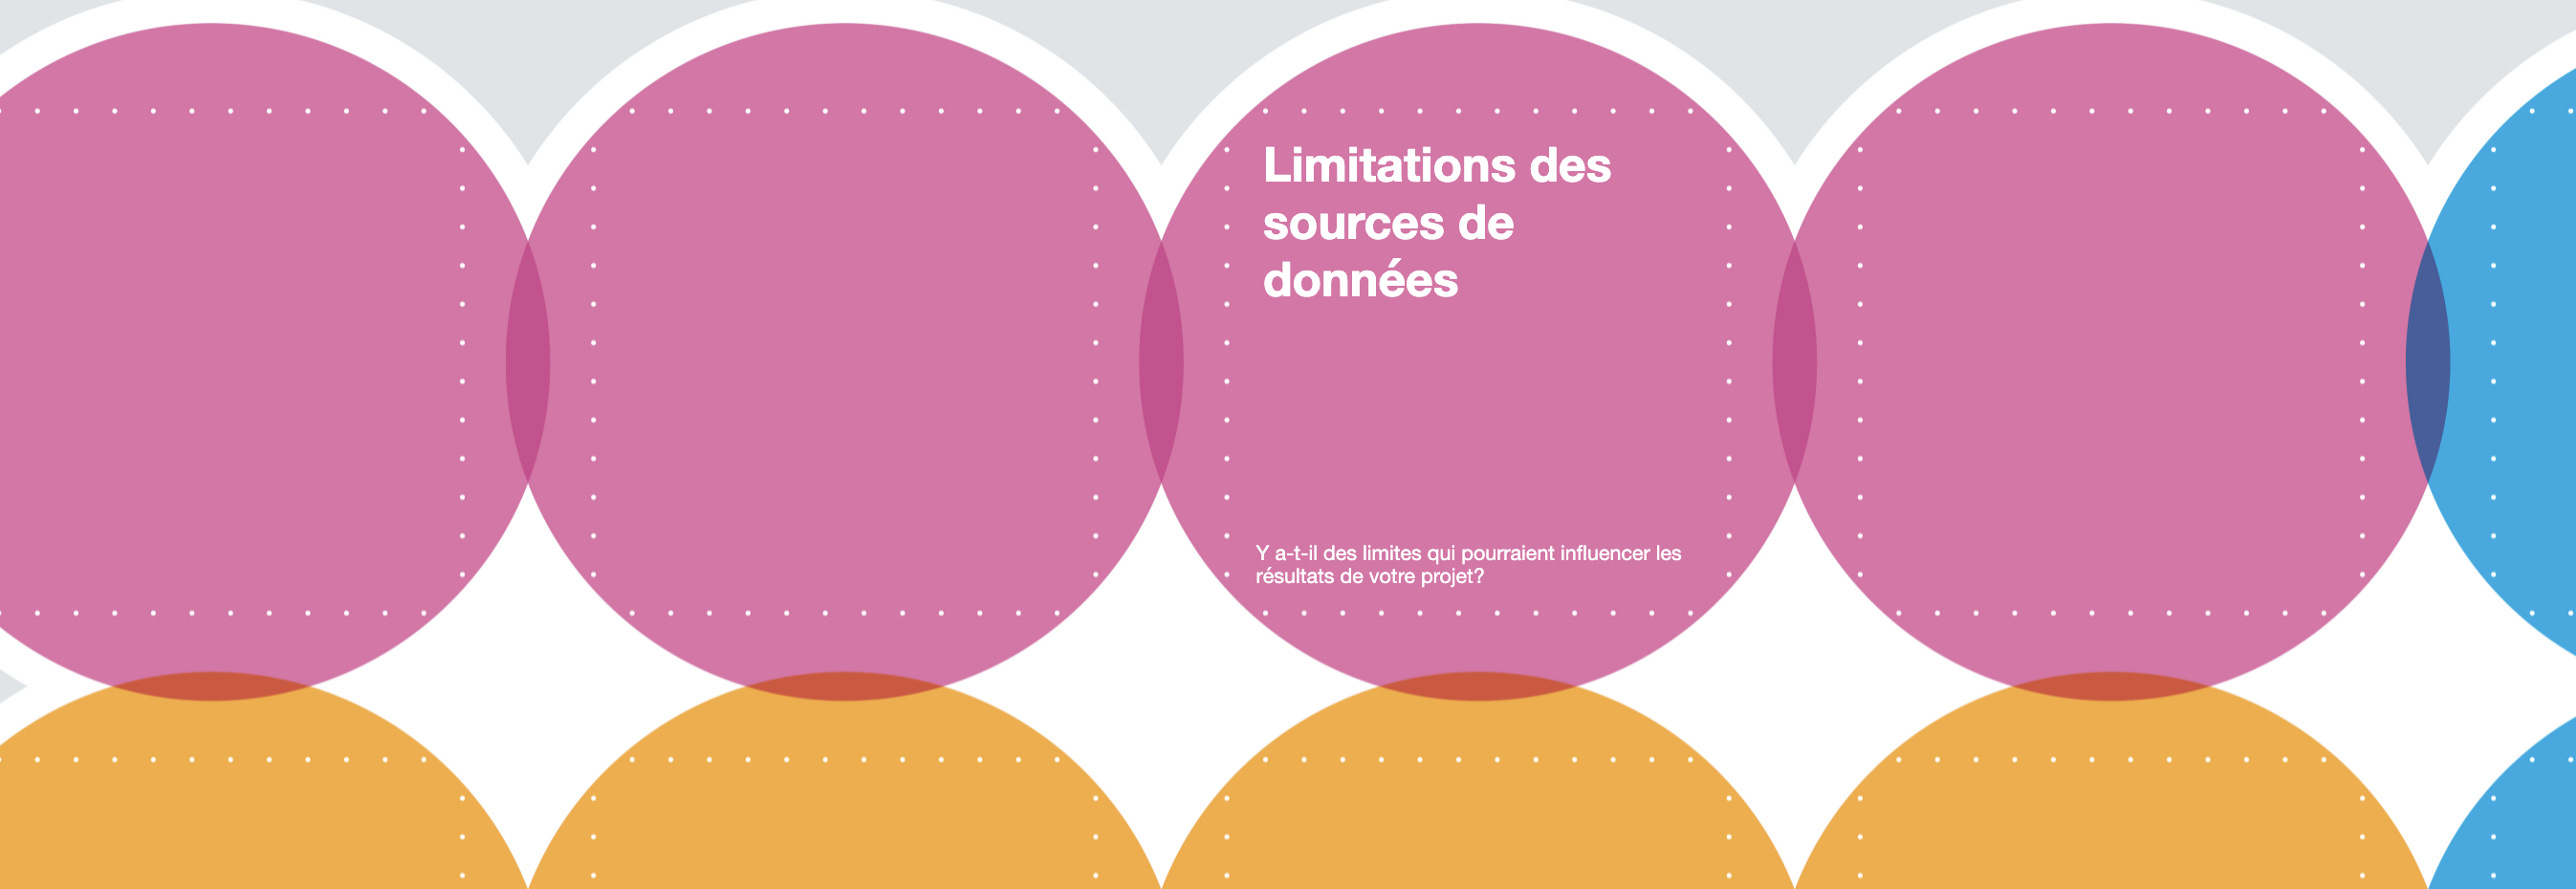 Limitations des
sources de
données
Y a-t-il des limites qui pourraient influencer les
résultats de votre projet?